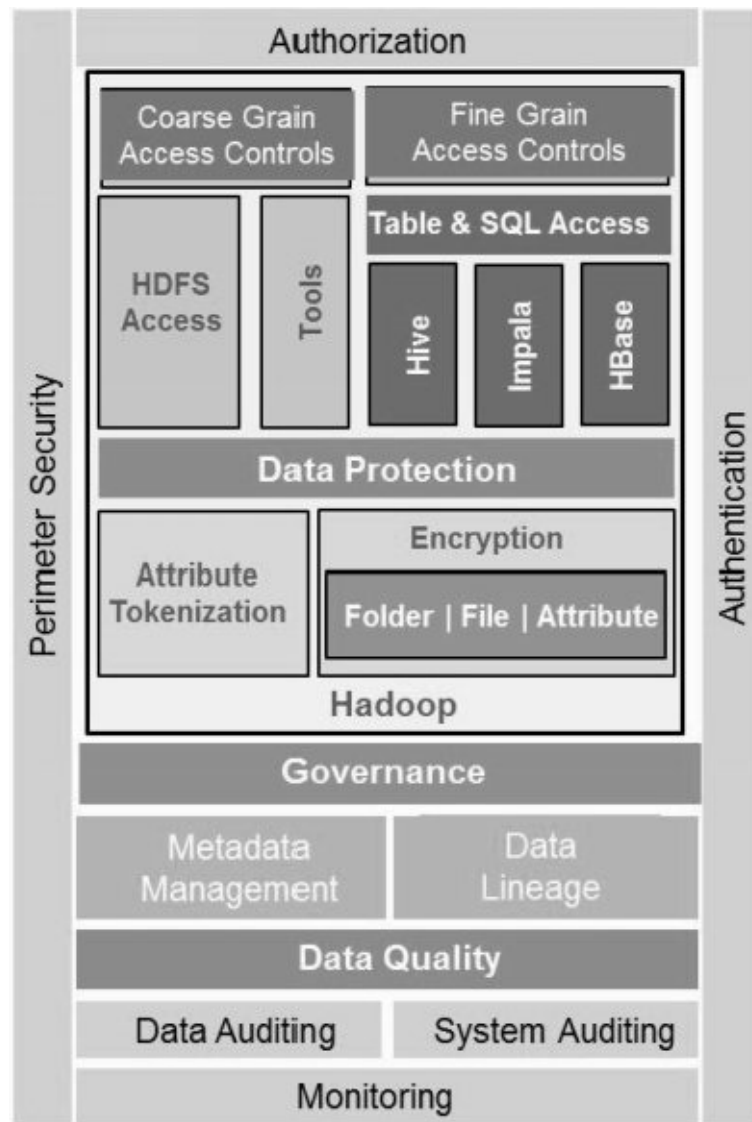 Authorization
Coarse Grain
Access Controls
Fine Grain
Access Controls
HDFS
Access
Tools
Table & SQL Access
Hive
Impala
HBase
Data Protection
Attribute
Tokenization
Encryption
Folder | File | Attribute
Hadoop
Perimeter Security
Authentication
Governance
Metadata
Management
Data
Lineage
Data Quality
Data Auditing
System Auditing
Monitoring